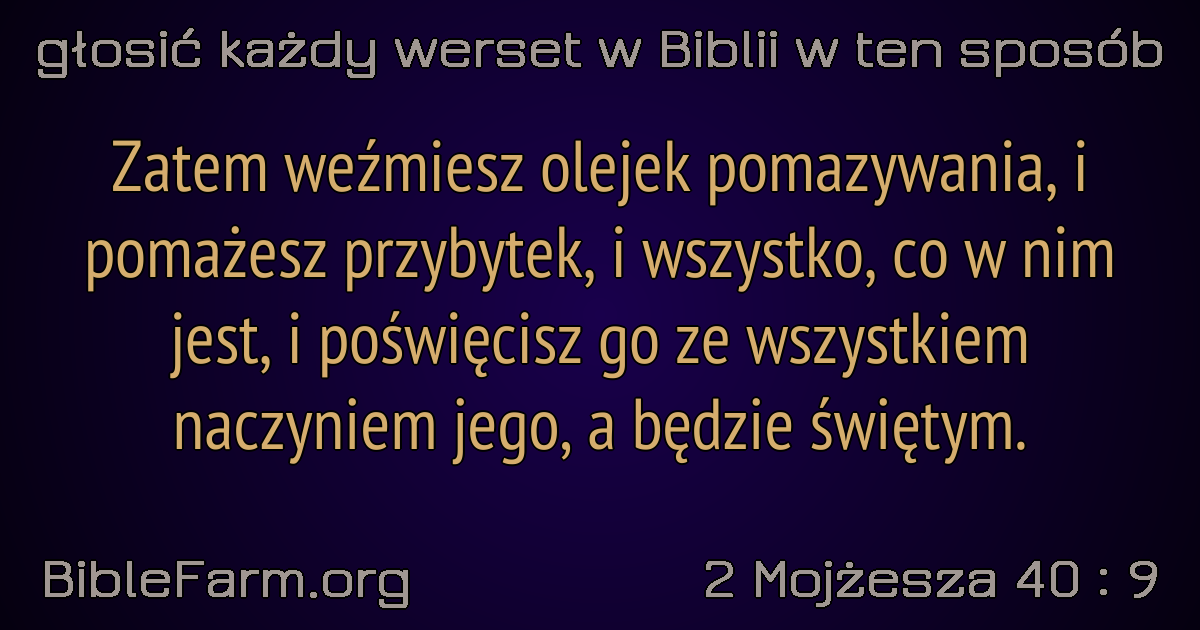 głosić każdy werset w Biblii w ten sposób
Zatem weźmiesz olejek pomazywania, i
pomażesz przybytek, i wszystko, co w nim
jest, i poświęcisz go ze wszystkiem
naczyniem jego, a będzie świętym.
BibleFarm.org
2 Mojżesza 40 : 9